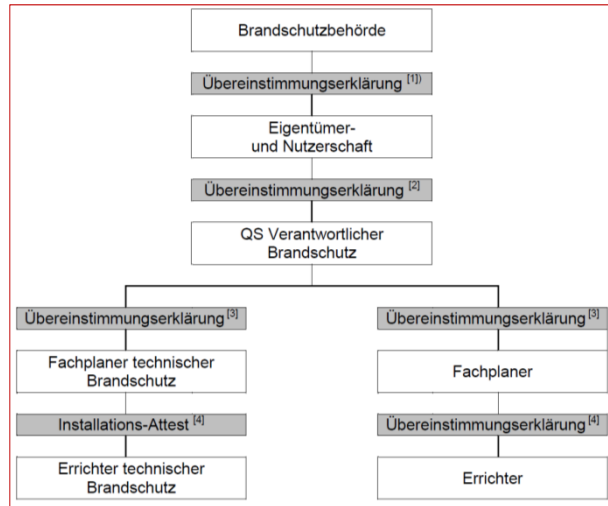 Brandschutzbehörde
Übereinstimmungserklärung [1])
Eigentümer-
und Nutzerschaft
Übereinstimmungserklärung [2]
QS Verantwortlicher
Brandschutz
Übereinstimmungserklärung [3]
Übereinstimmungserklärung [3]
Fachplaner technischer
Brandschutz
Fachplaner
Installations-Attest [4]
Übereinstimmungserklärung [4]
Errichter technischer
Brandschutz
Errichter